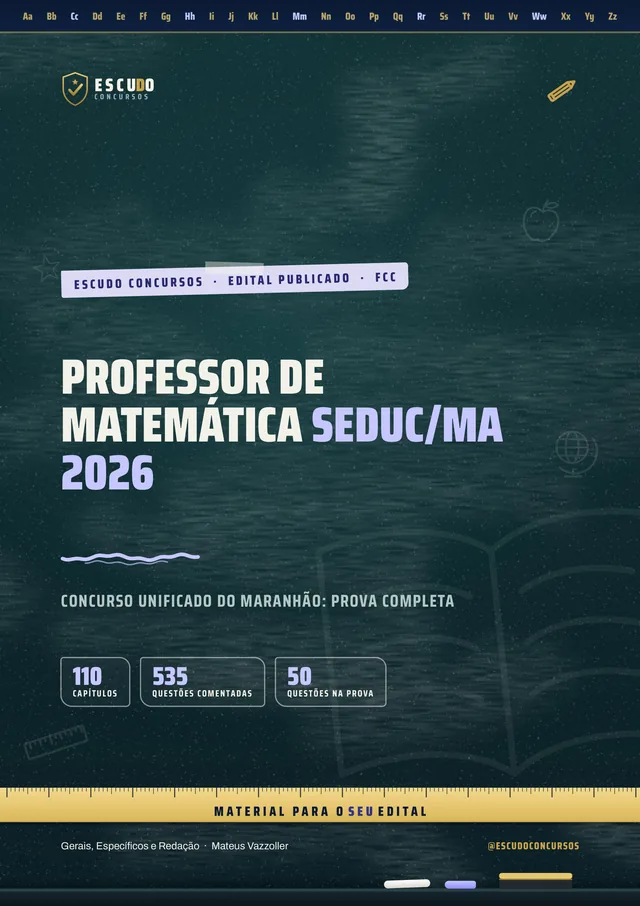 Aa Bb Cc Dd Ee Ff Gg Hh Ii Jj Kk Ll Mm Nn Oo Pp Qq Rr Ss Tt Uu Vv Ww Xx Yy Zz
ESCUDO
CONCURSOS
ESCUDO CONCURSOS · EDITAL PUBLICADO · FCC
PROFESSOR DE
MATEMÁTICA SEDUC/MA
2026
CONCURSO UNIFICADO DO MARANHÃO: PROVA COMPLETA
110
CAPÍTULOS
535
QUESTÕES COMENTADAS
50
QUESTÕES NA PROVA
MATERIAL PARA O SEU EDITAL
Gerais, Específicos e Redação · Mateus Vazzoller
@ESCUDOCONCURSOS